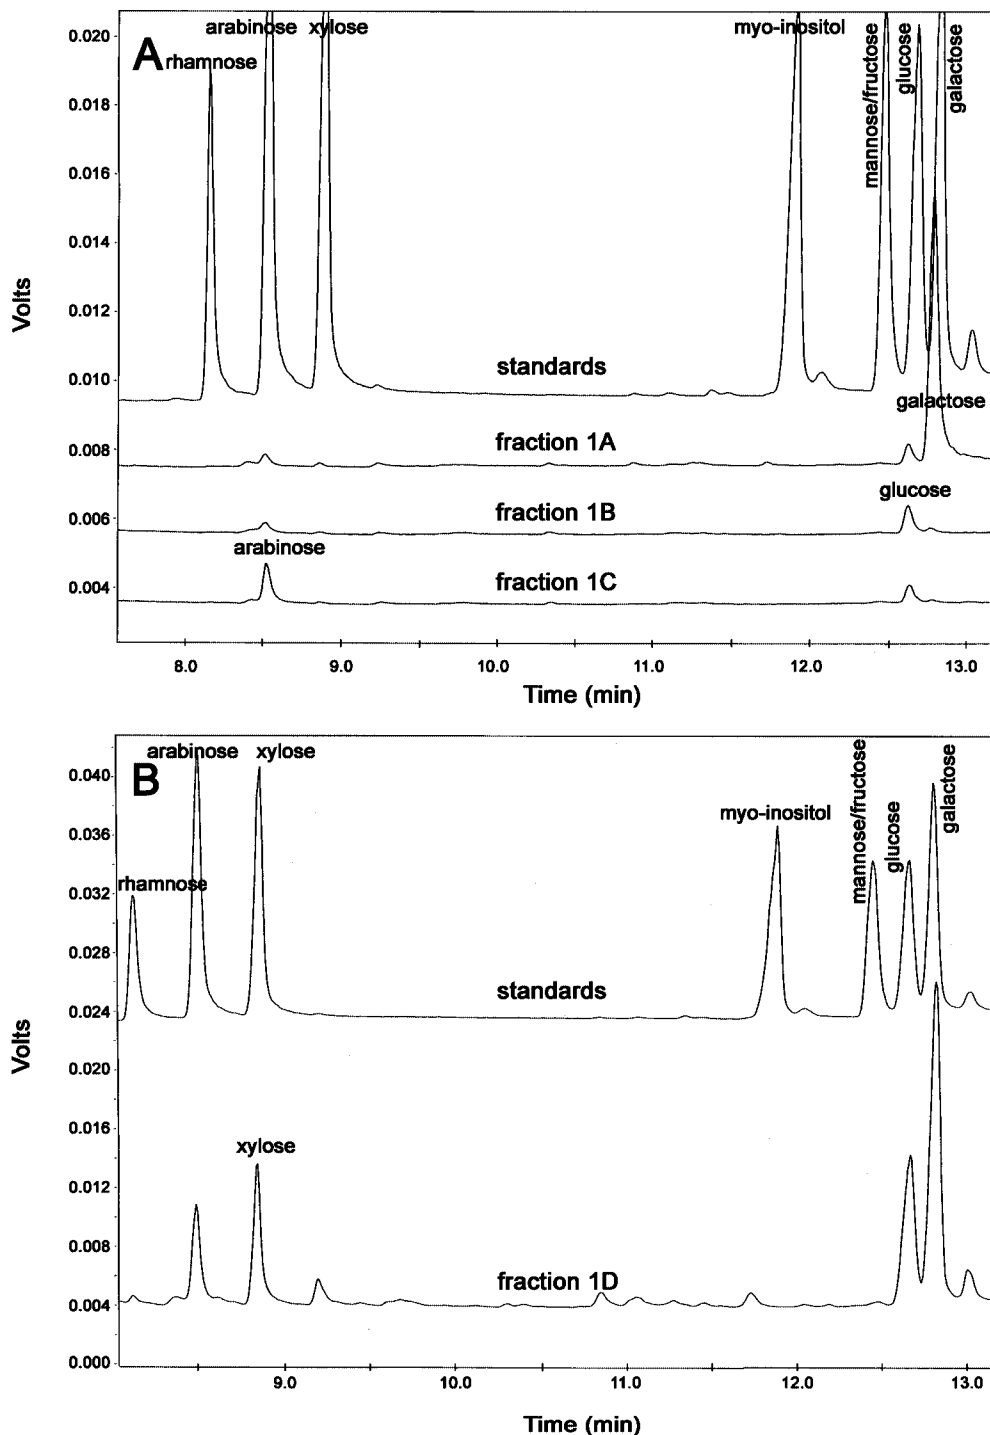 0.020
arabinose xylose
myo-inositol
A
rhamnose
mannose/fructose
glucose
galactose
0.018
0.016
0.014
0.012
standards
0.010
galactose
fraction 1A
0.008
glucose
fraction 1B
0.006
arabinose
fraction 1C
0.004
Volts
8.0 9.0 10.0 11.0 12.0 13.0
Time (min)
arabinose xylose
B
0.040
mannose/fructose
glucose
galactose
myo-inositol
0.036
rhamnose
0.032
0.028
standards
0.024
Volts
0.020
0.016
xylose
0.012
0.008
fraction 1D
0.004
0.000
9.0 10.0 11.0 12.0 13.0
Time (min)